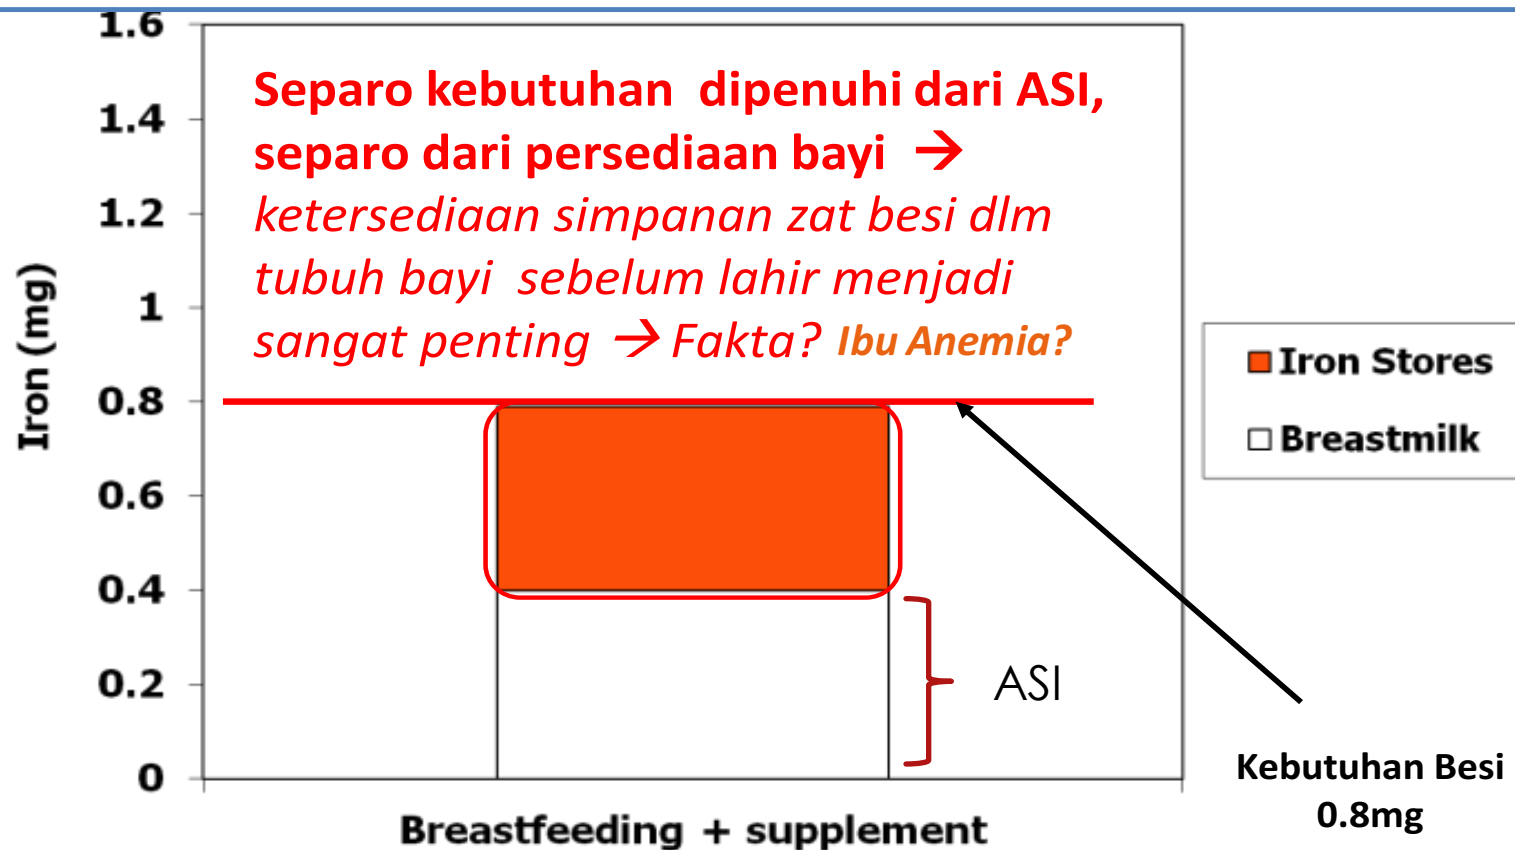 1.6
Separo kebutuhan dipenuhi dari ASI,
1.4
separo dari persediaan bayi →
1.2
ketersediaan simpanan zat besi dlm
tubuh bayi sebelum lahir menjadi
1
sangat penting → Fakta? Ibu Anemia?
Iron (mg)
0.8
0.6
0.4
0.2
0
Iron Stores
Breastmilk
ASI
Kebutuhan Besi
0.8mg
Breastfeeding + supplement